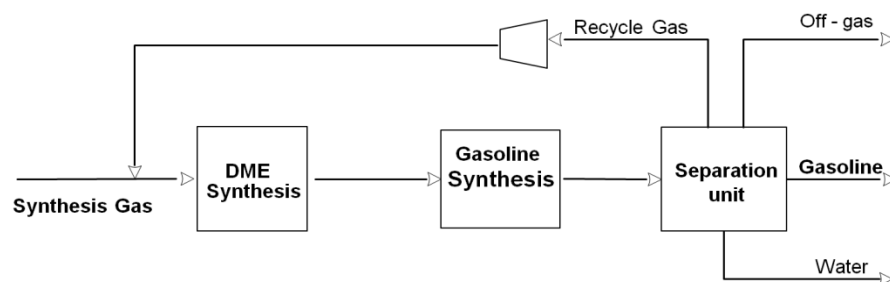 Off - gas
Recycle Gas
DME
Synthesis
Gasoline
Synthesis
Separation
unit
Gasoline
Synthesis Gas
Water